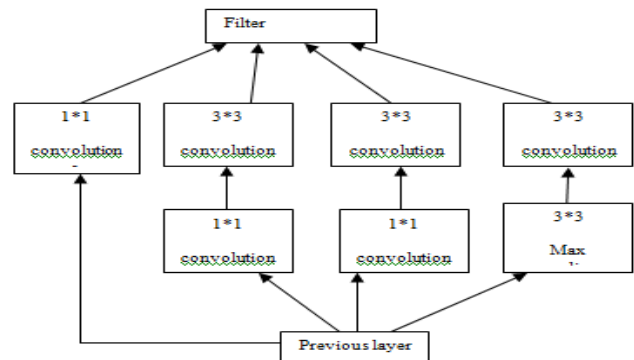 Filter
1*1
convolution
3*3
convolution
3*3
convolution
3*3
convolution
1*1
convolution
1*1
convolution
3*3
Max
Previous layer